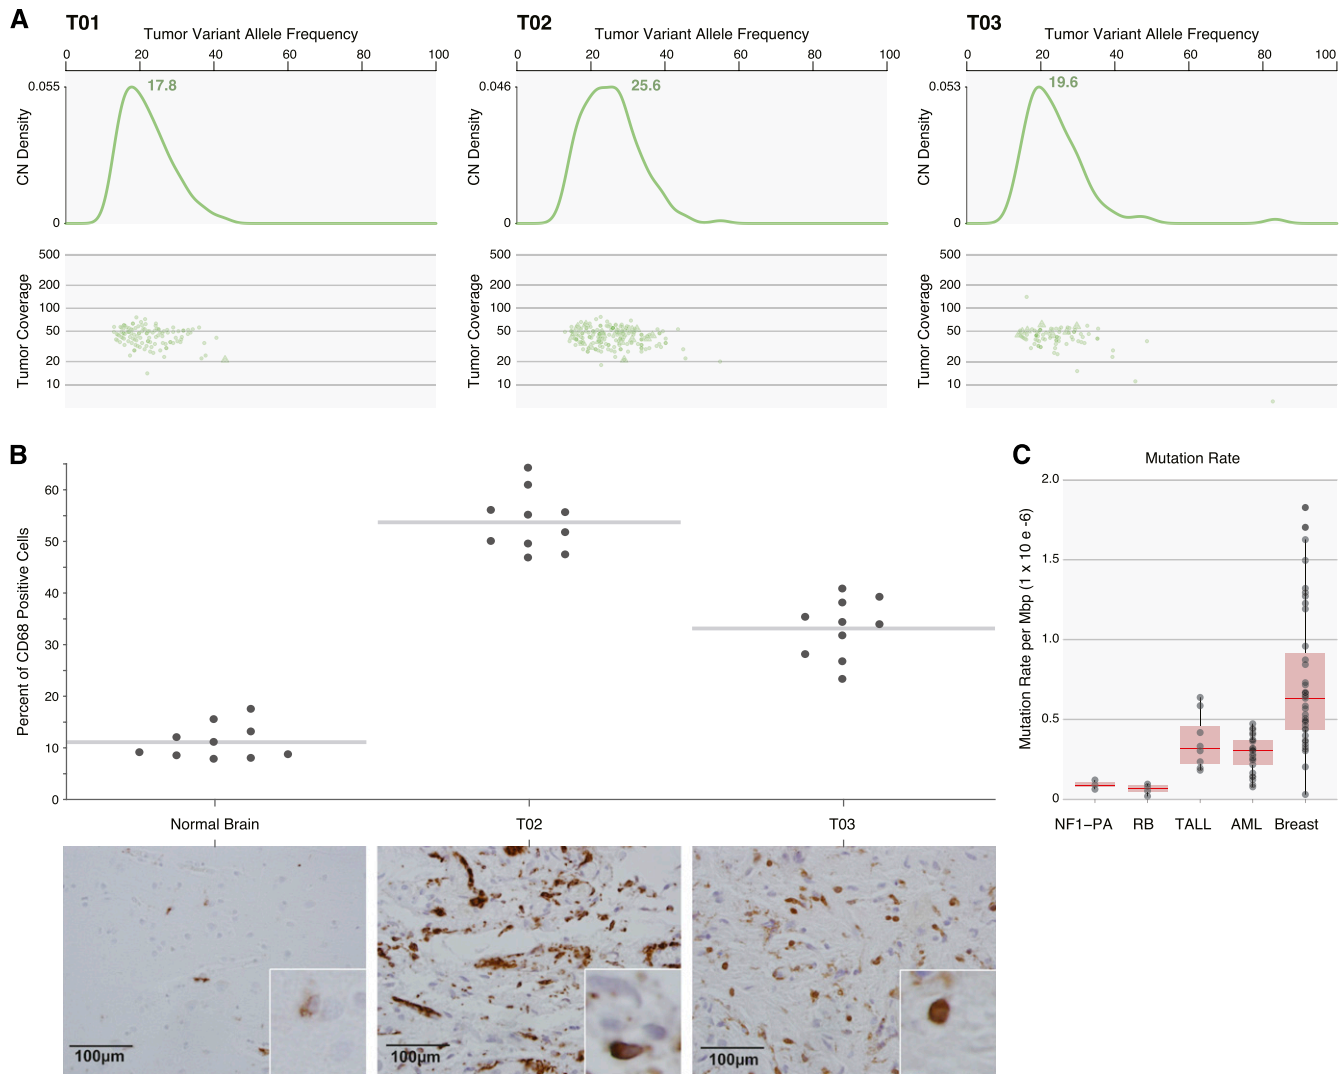 A
T01
Tumor Variant Allele Frequency
0 20 40 60 80 100
0.055
17.8
CN Density
0
500
200
100
50
20
10
Tumor Coverage
T02
Tumor Variant Allele Frequency
0 20 40 60 80 100
0.046
25.6
CN Density
0
500
200
100
50
20
10
Tumor Coverage
T03
Tumor Variant Allele Frequency
0 20 40 60 80 100
0.053
19.6
CN Density
0
500
200
100
50
20
10
Tumor Coverage
B
Percent of CD68 Positive Cells
60
50
40
30
20
10
0
Normal Brain T02 T03
100µm
100µm
100µm
C
Mutation Rate
Mutation Rate per Mbp (1 x 10 e -6)
2.0
1.5
1.0
0.5
0
NF1–PA RB TALL AML Breast